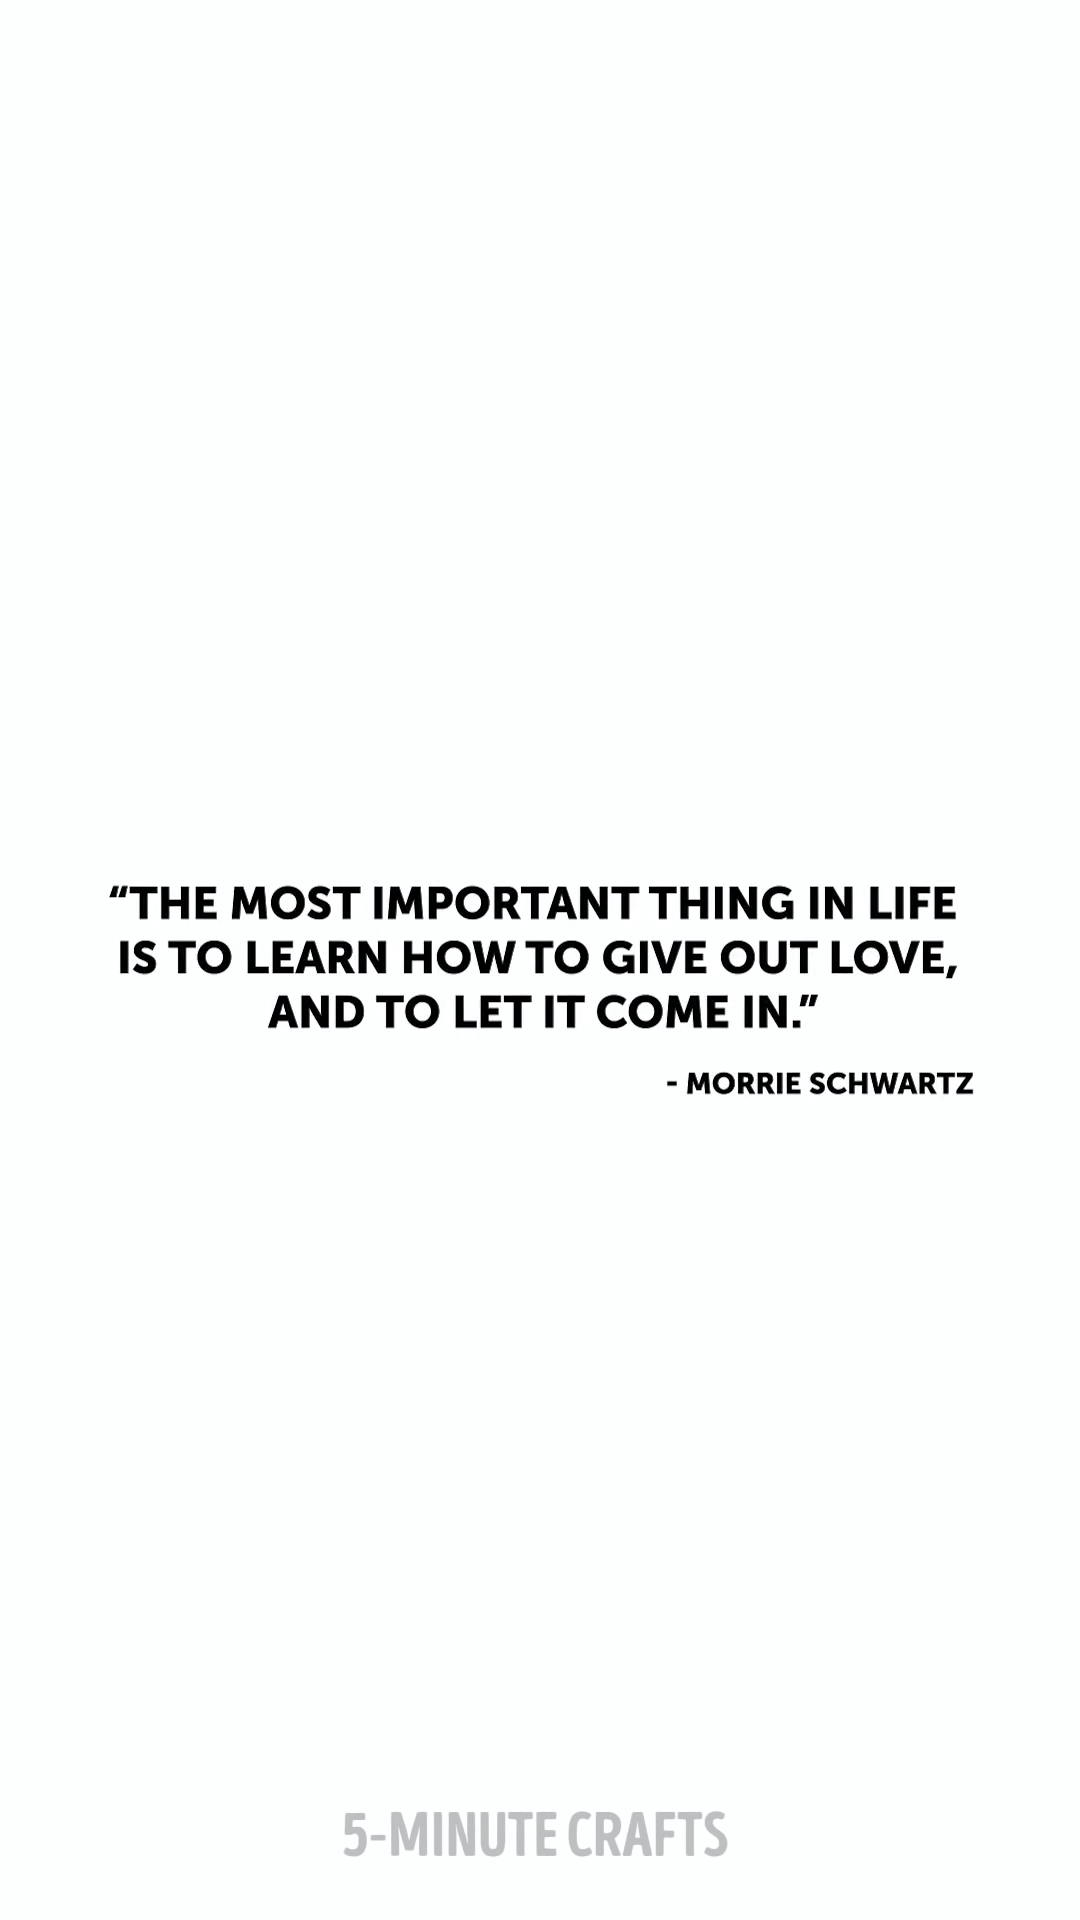 “THE MOST IMPORTANT THING IN LIFE
IS TO LEARN HOW TO GIVE OUT LOVE,
AND TO LET IT COME IN.”
- MORRIE SCHWARTZ
5-MINUTE CRAFTS